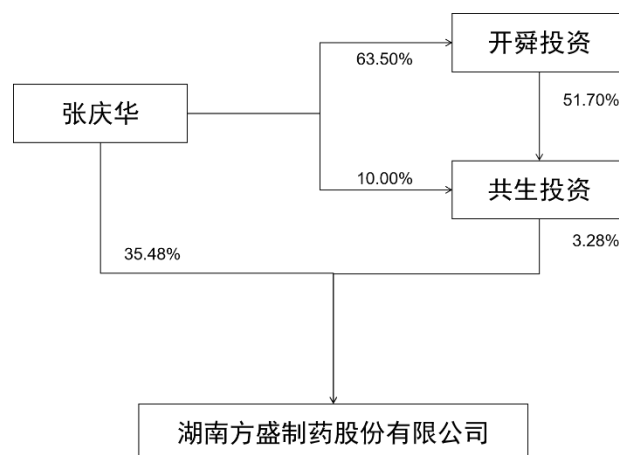 开舜投资
63.50%
51.70%
张庆华
10.00%
共生投资
35.48%
3.28%
湖南方盛制药股份有限公司